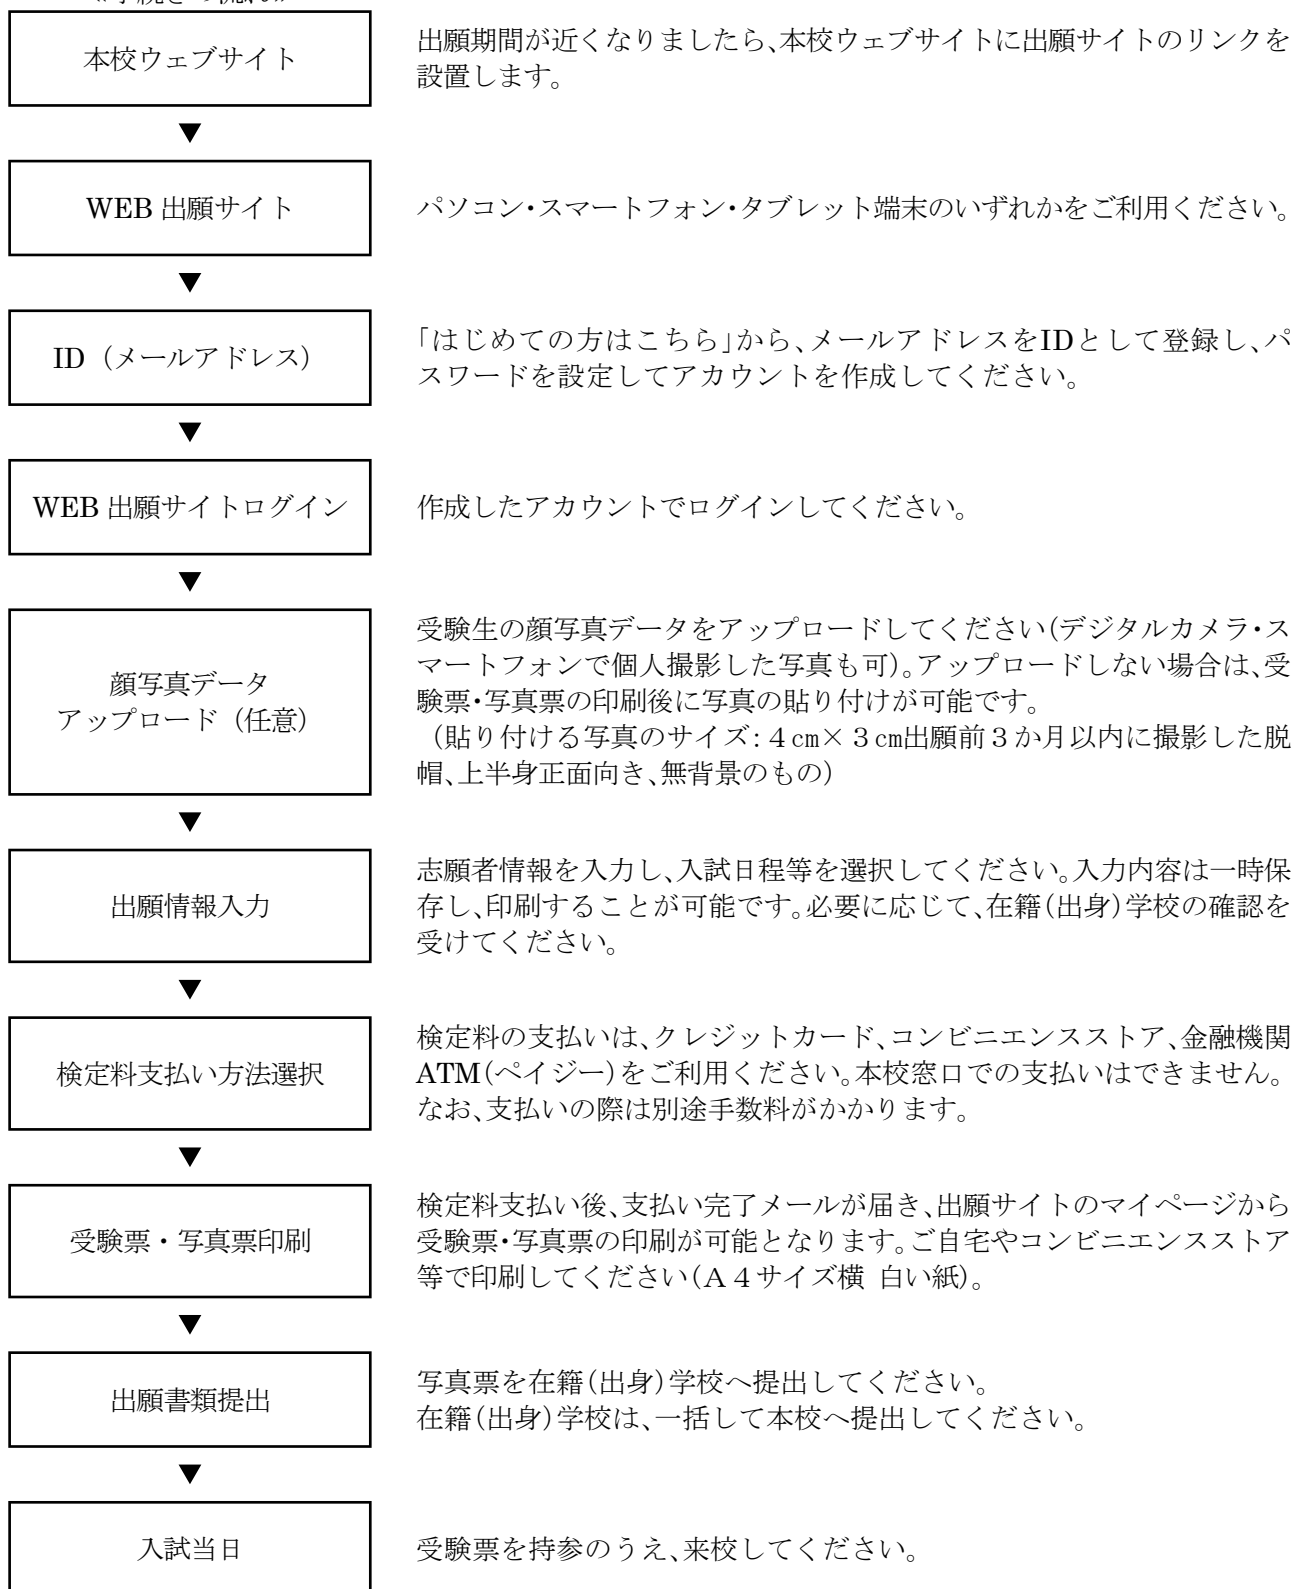 本校ウェブサイト
出願期間が近くなりましたら、本校ウェブサイトに出願サイトのリンクを
設置します。
▼
WEB 出願サイト
パソコン・スマートフォン・タブレット端末のいずれかをご利用ください。
▼
ID（メールアドレス）
「はじめての方はこちら」から、メールアドレスをIDとして登録し、パ
スワードを設定してアカウントを作成してください。
▼
WEB 出願サイトログイン
作成したアカウントでログインしてください。
▼
顔写真データ
アップロード（任意）
受験生の顔写真データをアップロードしてください(デジタルカメラ・ス
マートフォンで個人撮影した写真も可)。アップロードしない場合は、受
験票・写真票の印刷後に写真の貼り付けが可能です。
（貼り付ける写真のサイズ:４㎝×３㎝出願前３か月以内に撮影した脱
帽、上半身正面向き、無背景のもの）
▼
出願情報入力
志願者情報を入力し、入試日程等を選択してください。入力内容は一時保
存し、印刷することが可能です。必要に応じて、在籍(出身)学校の確認を
受けてください。
▼
検定料支払い方法選択
検定料の支払いは、クレジットカード、コンビニエンスストア、金融機関
ATM(ペイジー)をご利用ください。本校窓口での支払いはできません。
なお、支払いの際は別途手数料がかかります。
▼
受験票・写真票印刷
検定料支払い後、支払い完了メールが届き、出願サイトのマイページから
受験票・写真票の印刷が可能となります。ご自宅やコンビニエンスストア
等で印刷してください(Ａ４サイズ横 白い紙)。
▼
出願書類提出
写真票を在籍(出身)学校へ提出してください。
在籍(出身)学校は、一括して本校へ提出してください。
▼
入試当日
受験票を持参のうえ、来校してください。